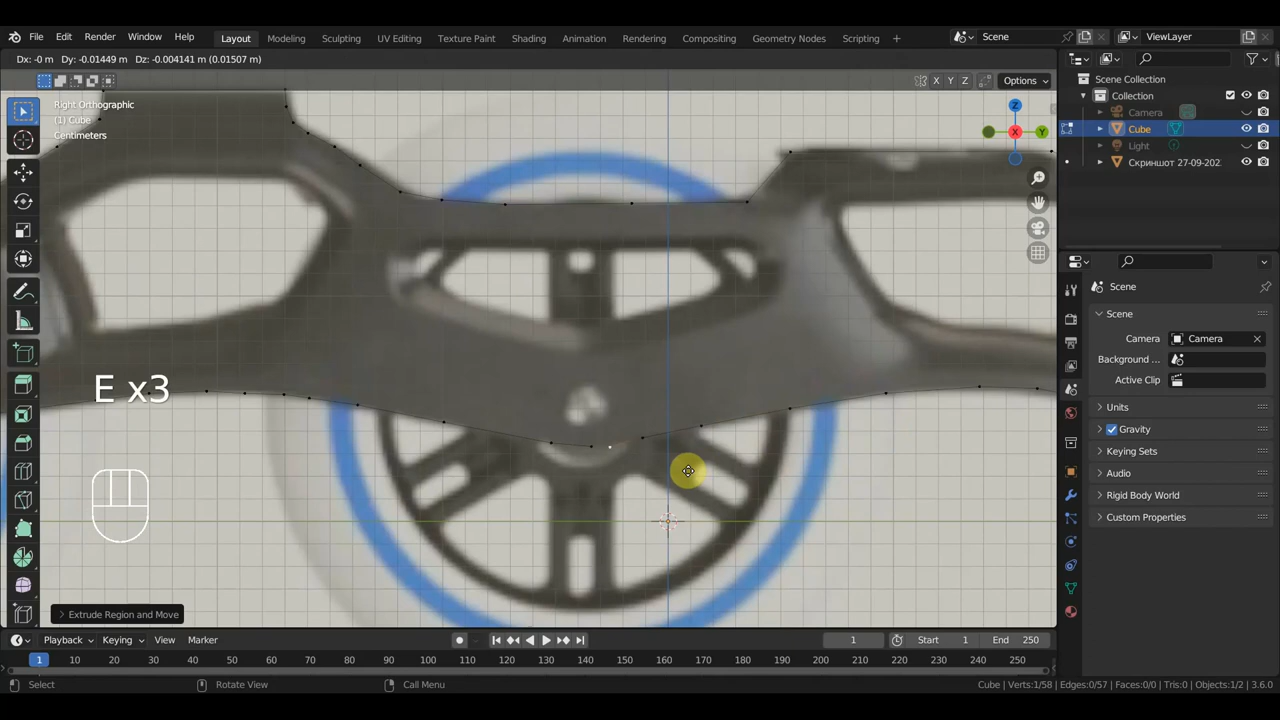 File Edit Render Window Help Layout Modeling Sculpting UV Editing Texture Paint Shading Animation Rendering Compositing Geometry Nodes Scripting + Scene ViewLayer
Dx: -0 m Dy: -0.01449 m Dz: -0.004141 m (0.01507 m)
X Y Z Options
Right Orthographic
(1) Cube
Centimeters
Z
X
Y
E x3
Extrude Region and Move
Scene Collection
Collection
Camera
Cube
Light
Скриншот 27-09-202
Scene
Scene
Camera Camera
Background ...
Active Clip
Units
Gravity
Keying Sets
Audio
Rigid Body World
Custom Properties
Playback Keying View Marker 1 Start 1 End 250
1 10 20 30 40 50 60 70 80 90 100 110 120 130 140 150 160 170 180 190 200 210 220 230 240 250
Select Rotate View Call Menu Cube | Verts:1/58 | Edges:0/57 | Faces:0/0 | Tris:0 | Objects:1/2 | 3.6.0